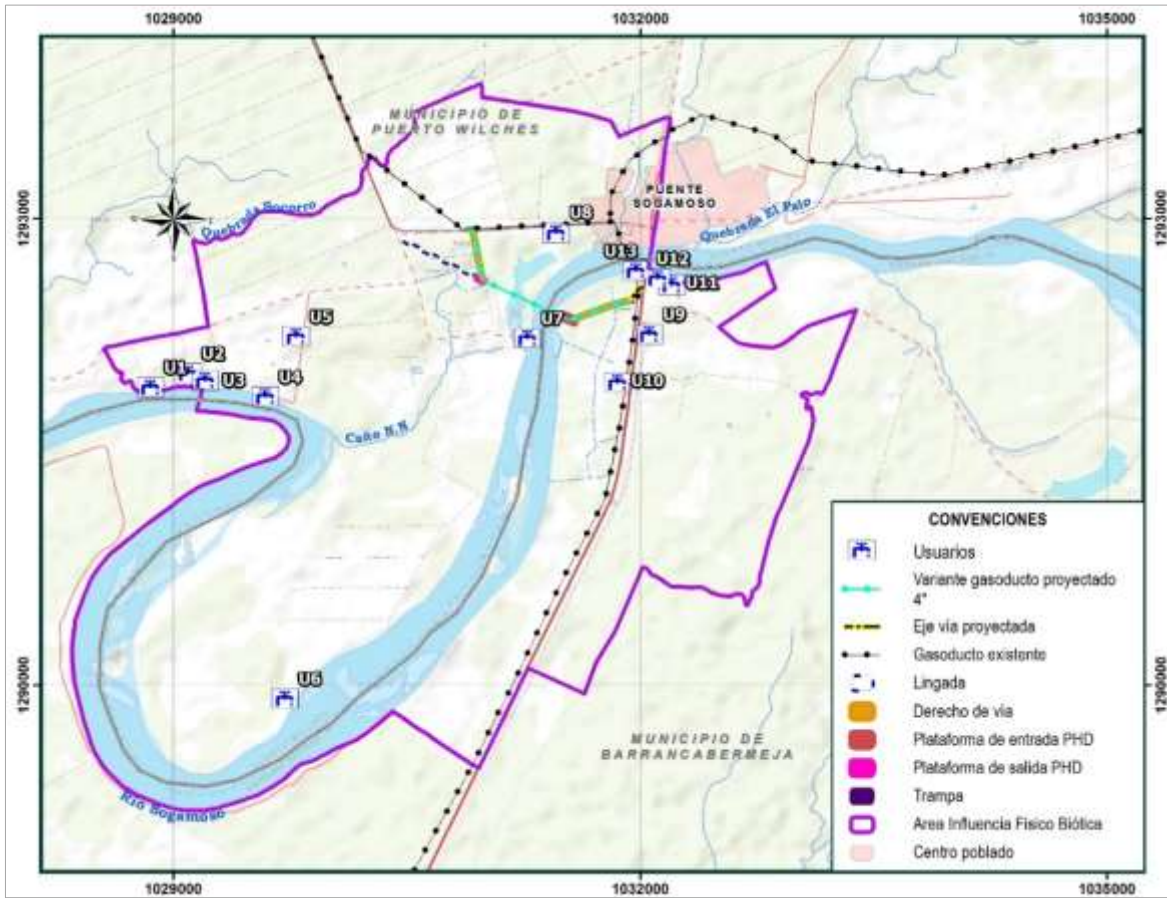 1029000
1032000
1035000
MUNICIPIO DE
PUERTO WILCHES
1293000
1293000
Quebrada Socorro
PUENTE
SOGAMOSO
Quebrada El Palo
U8
U13
U12
U11
U7
U9
U5
U2
U1
U3
U4
U10
Caño N.N
U6
1290000
1290000
MUNICIPIO DE
BARRANCABERMEJA
Río Sogamoso
CONVENCIONES
Usuarios
Variante gasoducto proyectado
4"
Eje vía proyectada
Gasoducto existente
Lingada
Derecho de vía
Plataforma de entrada PHD
Plataforma de salida PHD
Trampa
Area Influencia Físico Biótica
Centro poblado
1029000
1032000
1035000